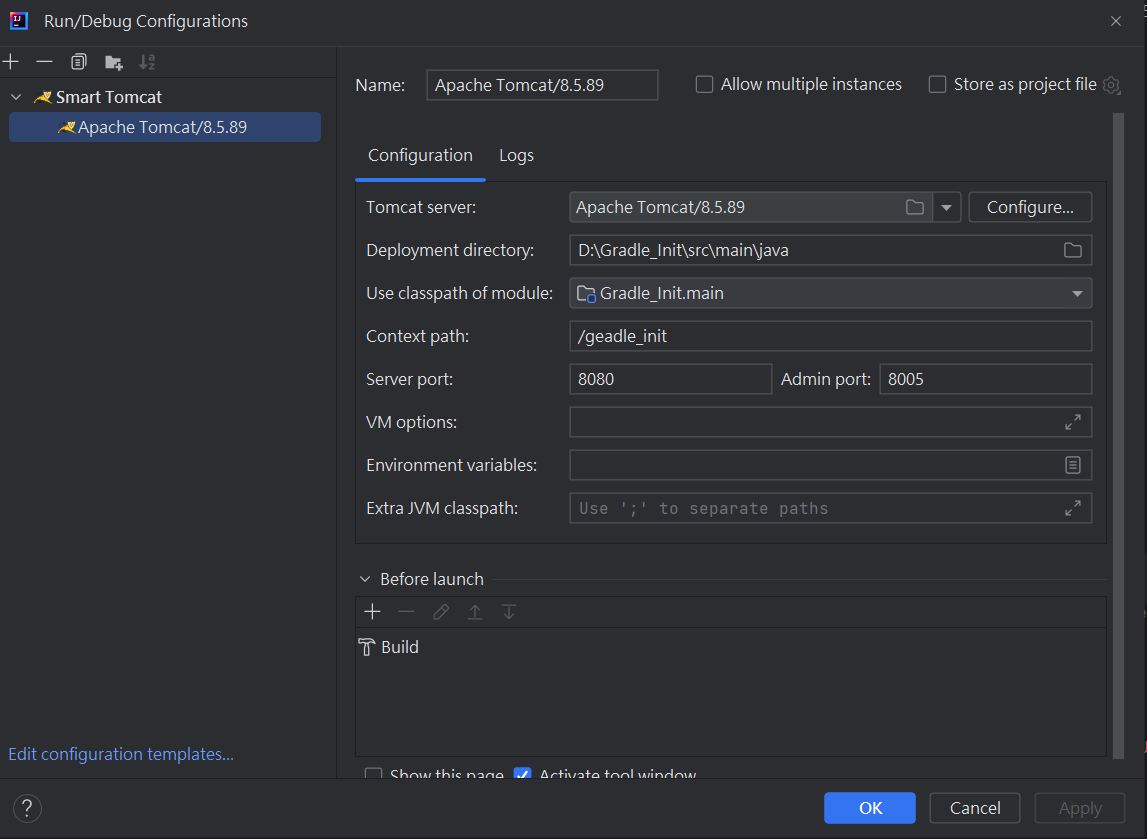 Run/Debug Configurations
Name: Apache Tomcat/8.5.89 Allow multiple instances Store as project file
Smart Tomcat
Apache Tomcat/8.5.89
Configuration Logs
Tomcat server: Apache Tomcat/8.5.89 Configure...
Deployment directory: D:\Gradle_Init\src\main\java
Use classpath of module: Gradle_Init.main
Context path: /geadle_init
Server port: 8080 Admin port: 8005
VM options:
Environment variables:
Extra JVM classpath: Use ';' to separate paths
Before launch
Build
Edit configuration templates...
Show this page Activate tool window
? OK Cancel Apply